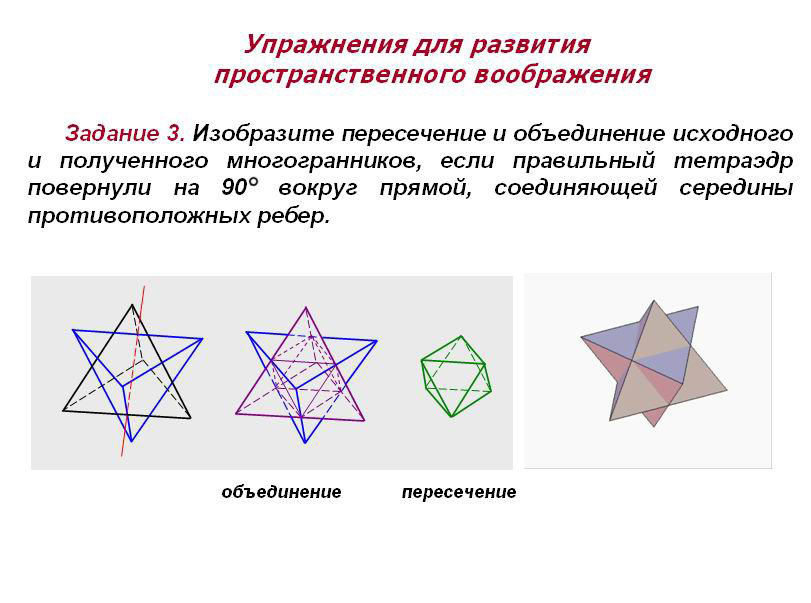 Упражнения для развития
пространственного воображения
Задание 3. Изобразите пересечение и объединение исходного
и полученного многогранников, если правильный тетраэдр
повернули на 90° вокруг прямой, соединяющей середины
противоположных ребер.
объединение пересечение